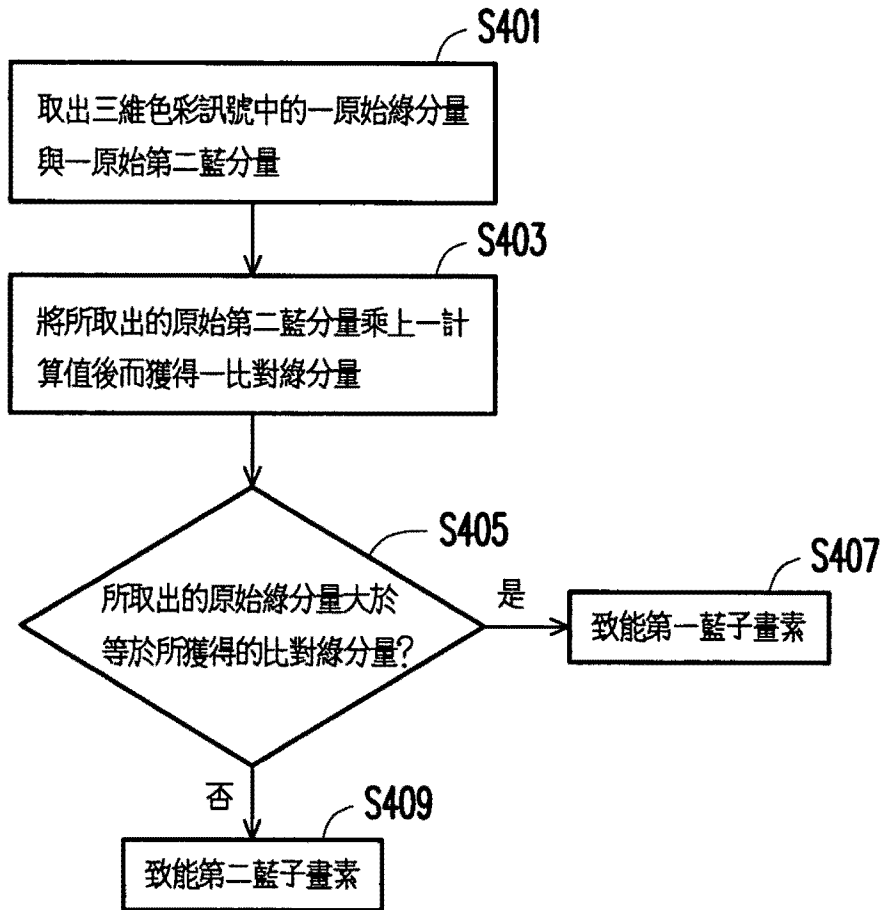 S401
取出三維色彩訊號中的一原始綠分量
與一原始第二藍分量
S403
將所取出的原始第二藍分量乘上一計
算值後而獲得一比對綠分量
S405
所取出的原始綠分量大於
等於所獲得的比對綠分量?
是
S407
致能第一藍子畫素
否
S409
致能第二藍子畫素